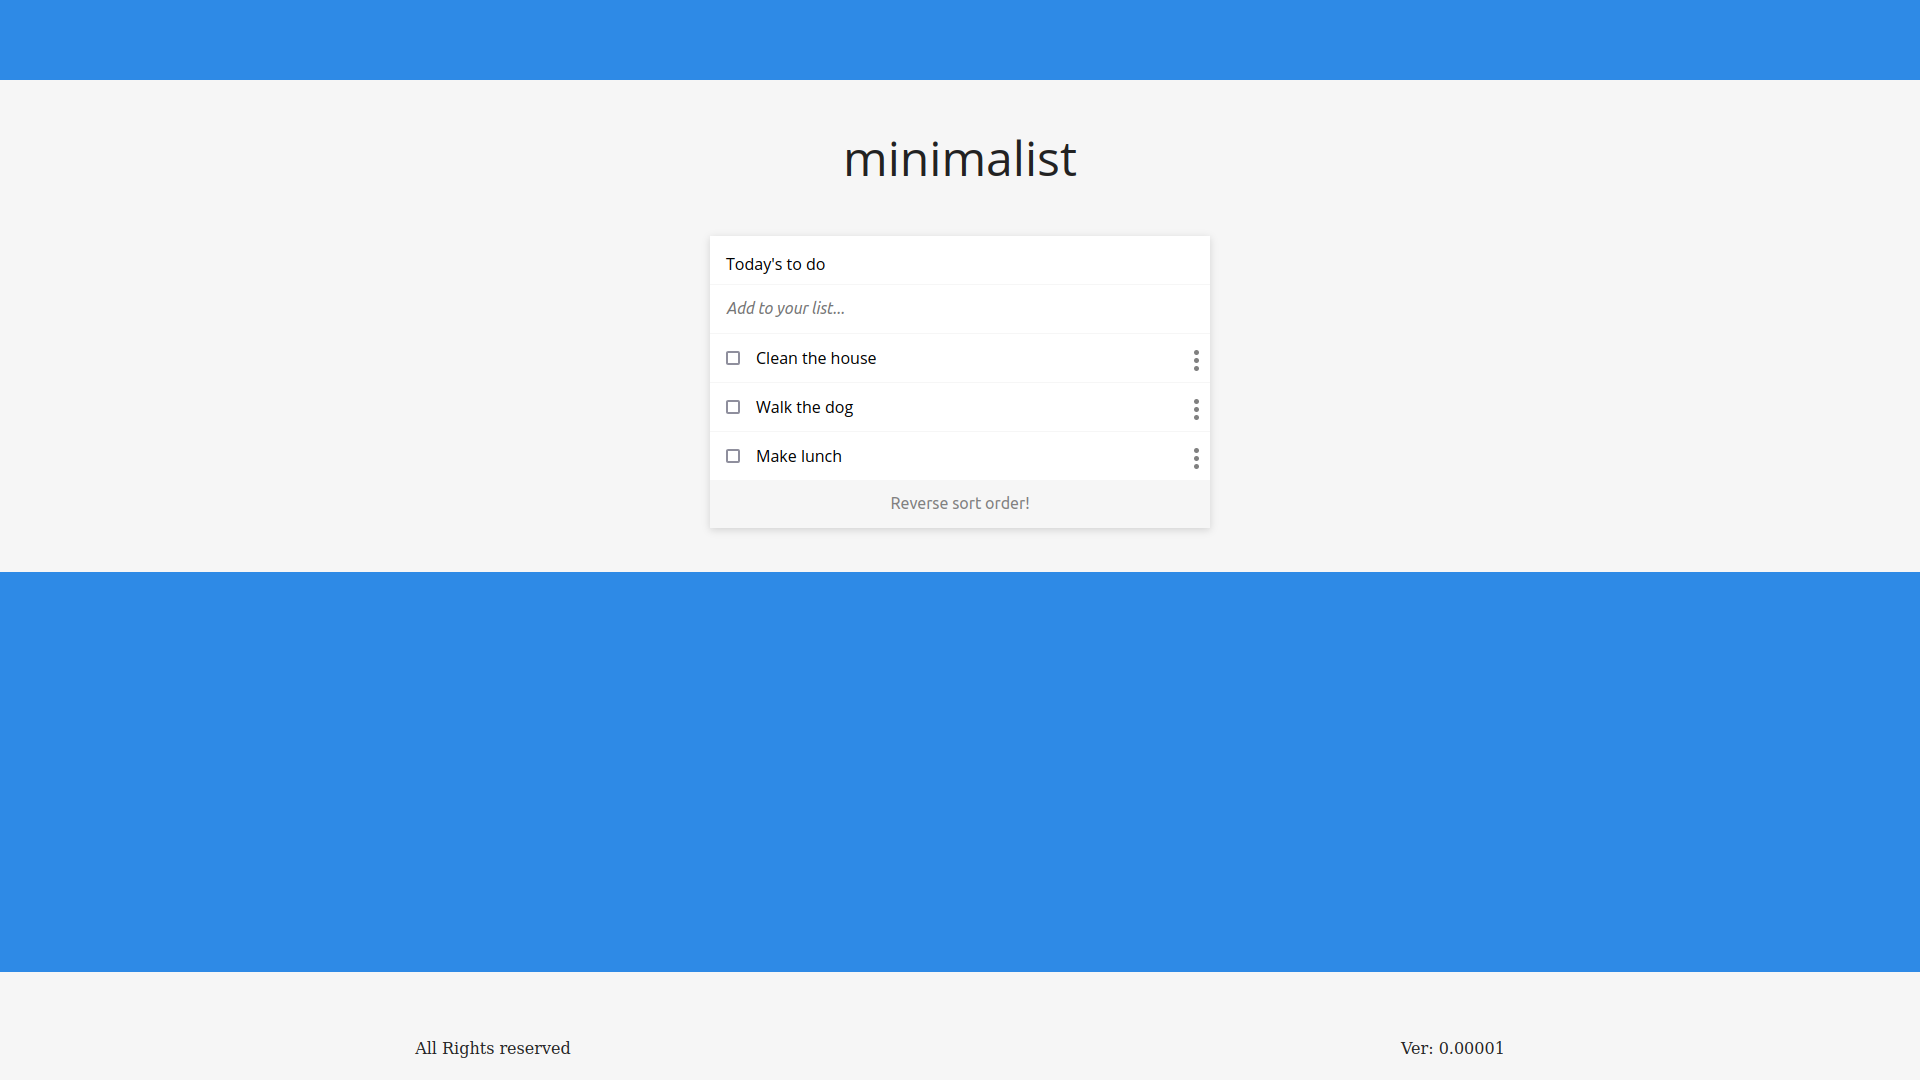 minimalist
Today's to do
Add to your list...
Clean the house
Walk the dog
Make lunch
Reverse sort order!
All Rights reserved
Ver: 0.00001